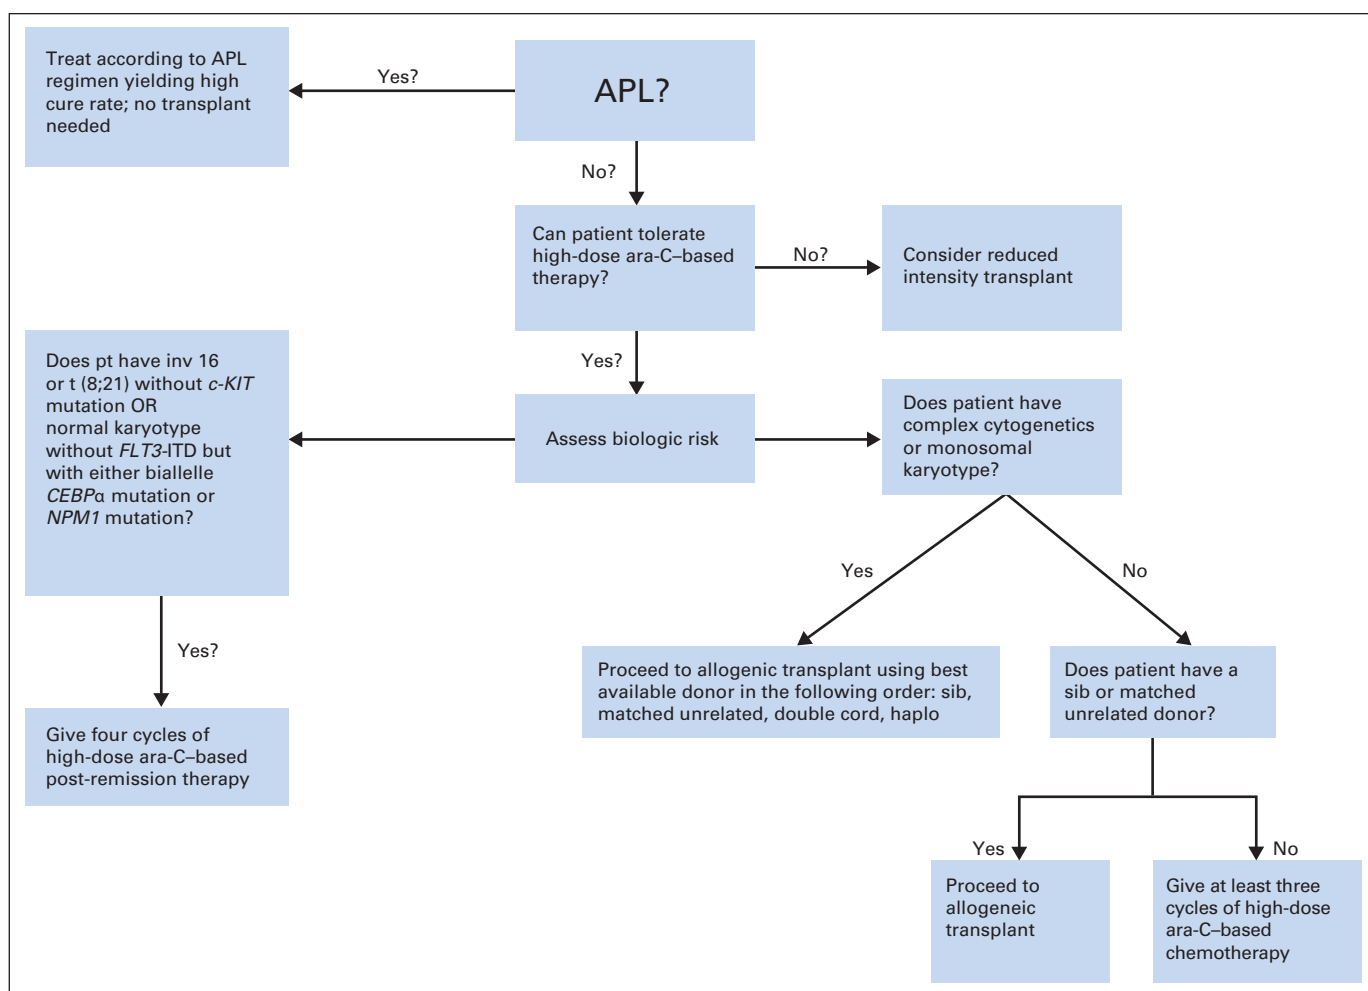 Treat according to APL
regimen yielding high
cure rate; no transplant
needed
Yes?
APL?
No?
Can patient tolerate
high-dose ara-C–based
therapy?
No?
Consider reduced
intensity transplant
Yes?
Does pt have inv 16
or t (8;21) without c-KIT
mutation OR
normal karyotype
without FLT3-ITD but
with either biallelle
CEBPα mutation or
NPM1 mutation?
Assess biologic risk
Does patient have
complex cytogenetics
or monosomal
karyotype?
Yes?
Give four cycles of
high-dose ara-C–based
post-remission therapy
Yes
No
Proceed to allogenic transplant using best
available donor in the following order: sib,
matched unrelated, double cord, haplo
Does patient have a
sib or matched
unrelated donor?
Yes
No
Proceed to
allogeneic
transplant
Give at least three
cycles of high-dose
ara-C–based
chemotherapy